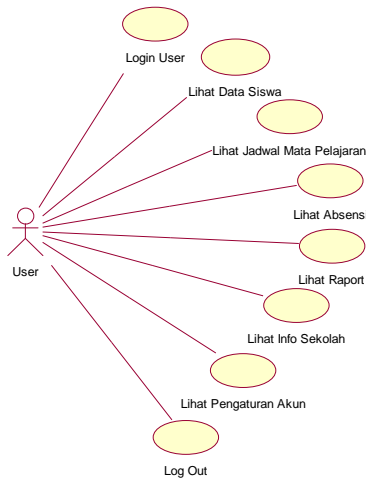 Login User
Lihat Data Siswa
Lihat Jadwal Mata Pelajaran
Lihat Absens
User
Lihat Raport
Lihat Info Sekolah
Lihat Pengaturan Akun
Log Out